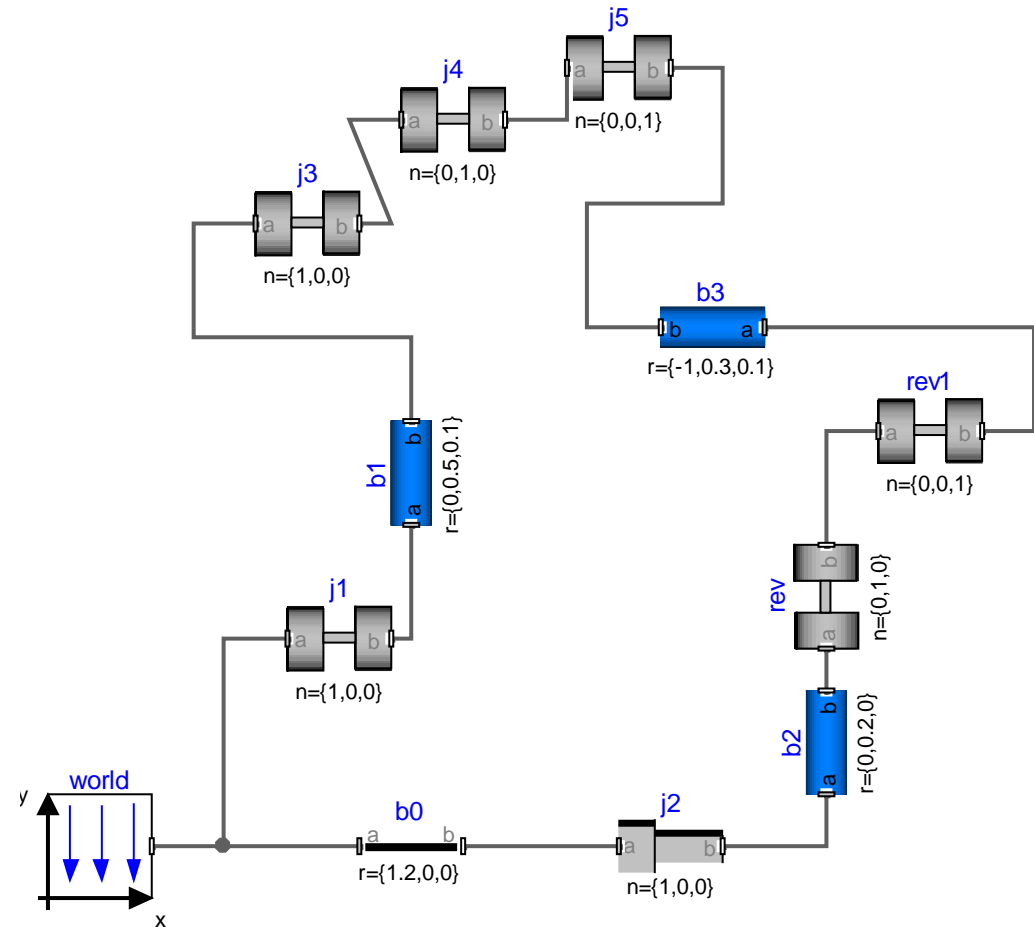 j5
a b
n={0,0,1}
j4
a b
n={0,1,0}
j3
a b
n={1,0,0}
b3
b a
r={-1,0.3,0.1}
rev1
a b
n={0,0,1}
b1
a b
r={0,0.5,0.1}
rev
a b
n={0,1,0}
j1
a b
n={1,0,0}
b2
a b
r={0,0.2,0}
world
y
x
b0
a b
r={1.2,0,0}
j2
a b
n={1,0,0}